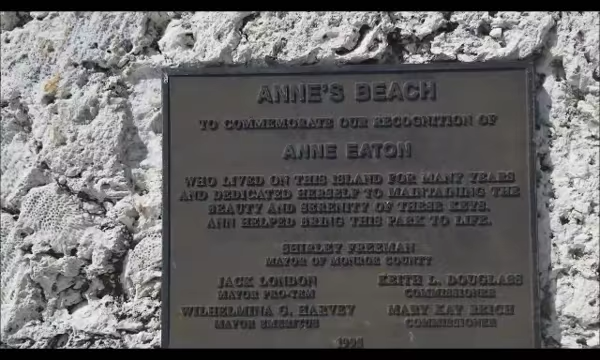 ANNE'S BEACH
TO COMMEMORATE OUR RECOGNITION OF
ANNE EATON
WHO LIVED ON THIS ISLAND FOR MANY YEARS
AND DEDICATED HERSELF TO MAINTAINING THE
BEAUTY AND SERENITY OF THESE KEYS.
ANN HELPED BRING THIS PARK TO LIFE.
SHIRLEY FREEMAN
MAYOR OF MONROE COUNTY
JACK LONDON KEITH L. DOUGLASS
MAYOR PRO-TEM COMMISSIONER
WILHELMINA G. HARVEY MARY KAY REICH
MAYOR EMERITUS COMMISSIONER